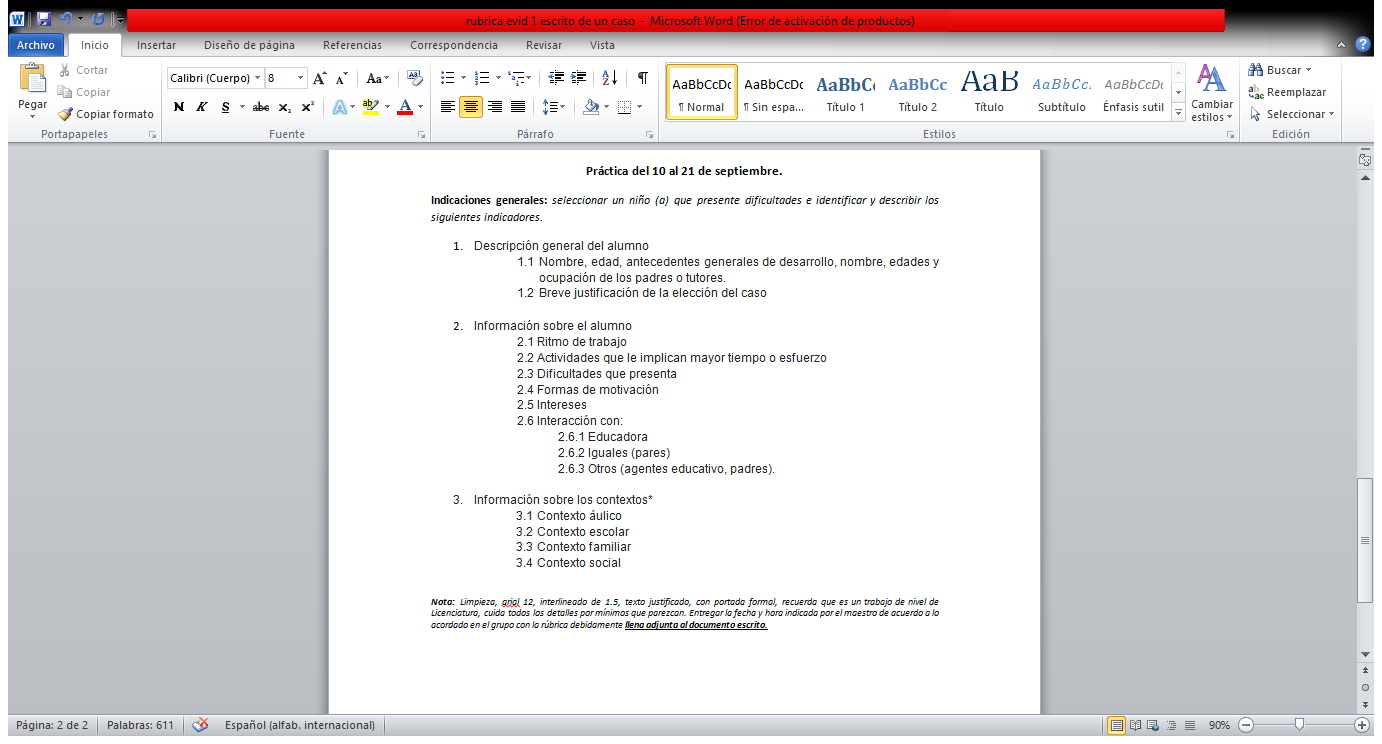 rubrica evid 1 escrito de un caso - Microsoft Word (Error de activación de productos)
Archivo Inicio Insertar Diseño de página Referencias Correspondencia Revisar Vista
Pegar
Cortar
Copiar
Copiar formato
Portapapeles
Calibri (Cuerpo) 8
N K S abc x₂ x²
Fuente
Párrafo
AaBbCcDc AaBbCcDc AaBbC AaBbCc AaB AaBbCc. AaBbCcDc
¶ Normal ¶ Sin espa... Título 1 Título 2 Título Subtítulo Énfasis sutil
Cambiar estilos
Estilos
Buscar
Reemplazar
Seleccionar
Edición
Práctica del 10 al 21 de septiembre.
Indicaciones generales: seleccionar un niño (a) que presente dificultades e identificar y describir los
siguientes indicadores.
1. Descripción general del alumno
1.1 Nombre, edad, antecedentes generales de desarrollo, nombre, edades y
ocupación de los padres o tutores.
1.2 Breve justificación de la elección del caso
2. Información sobre el alumno
2.1 Ritmo de trabajo
2.2 Actividades que le implican mayor tiempo o esfuerzo
2.3 Dificultades que presenta
2.4 Formas de motivación
2.5 Intereses
2.6 Interacción con:
2.6.1 Educadora
2.6.2 Iguales (pares)
2.6.3 Otros (agentes educativo, padres).
3. Información sobre los contextos*
3.1 Contexto áulico
3.2 Contexto escolar
3.3 Contexto familiar
3.4 Contexto social
Nota: Limpieza, arial 12, interlineado de 1.5, texto justificado, con portada formal, recuerda que es un trabajo de nivel de
Licenciatura, cuida todos los detalles por mínimos que parezcan. Entregar la fecha y hora indicada por el maestro de acuerdo a lo
acordado en el grupo con la rúbrica debidamente llena adjunta al documento escrito.
Página: 2 de 2 Palabras: 611 Español (alfab. internacional) 90%